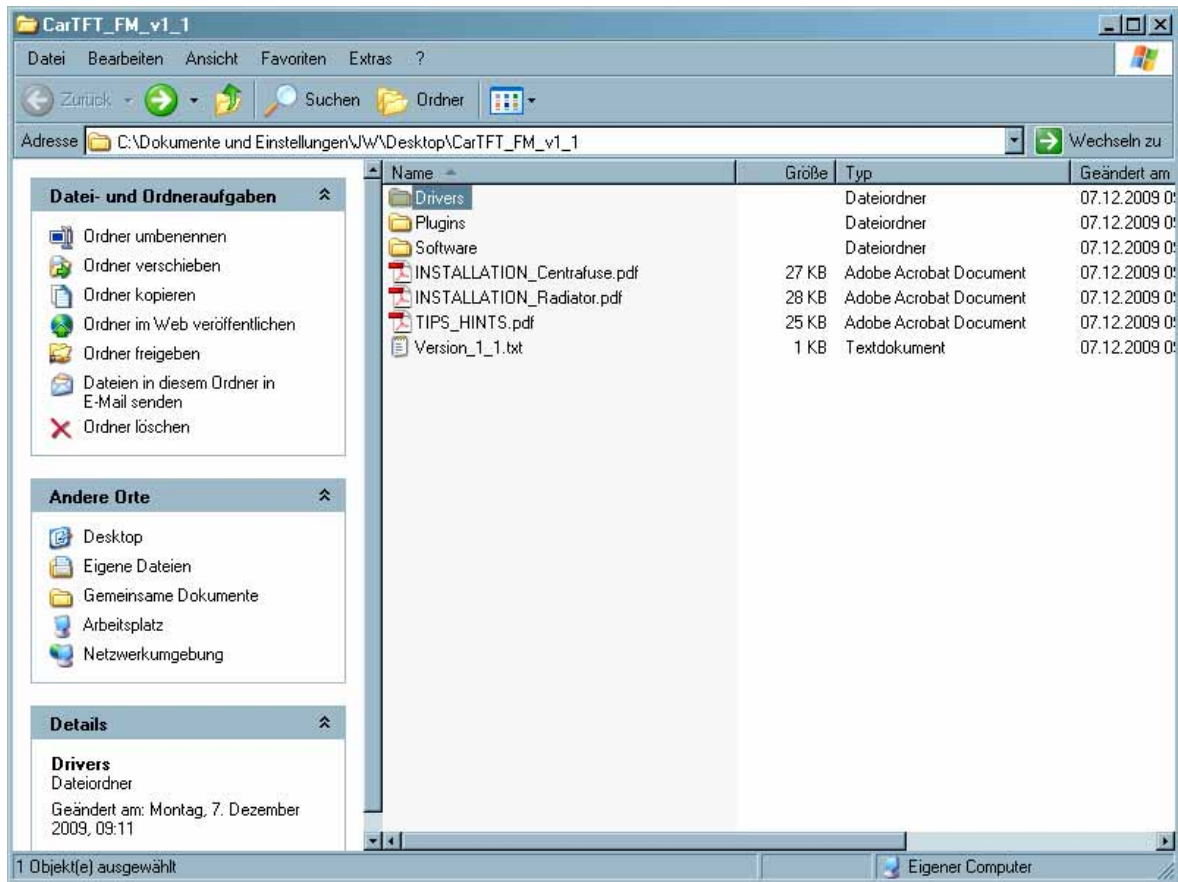 CarTFT_FM_v1_1
Datei Bearbeiten Ansicht Favoriten Extras ?
Zurück Suchen Ordner
Adresse C:\Dokumente und Einstellungen\JW\Desktop\CarTFT_FM_v1_1 Wechseln zu
Datei- und Ordneraufgaben
Ordner umbenennen
Ordner verschieben
Ordner kopieren
Ordner im Web veröffentlichen
Ordner freigeben
Dateien in diesem Ordner in
E-Mail senden
Ordner löschen
Andere Orte
Desktop
Eigene Dateien
Gemeinsame Dokumente
Arbeitsplatz
Netzwerkumgebung
Details
Drivers
Dateiordner
Geändert am: Montag, 7. Dezember
2009, 09:11
Name Größe Typ Geändert am
Drivers Dateiordner 07.12.2009
Plugins Dateiordner 07.12.2009
Software Dateiordner 07.12.2009
INSTALLATION_Centrafuse.pdf 27 KB Adobe Acrobat Document 07.12.2009
INSTALLATION_Radiator.pdf 28 KB Adobe Acrobat Document 07.12.2009
TIPS_HINTS.pdf 25 KB Adobe Acrobat Document 07.12.2009
Version_1_1.txt 1 KB Textdokument 07.12.2009
1 Objekt(e) ausgewählt Eigener Computer